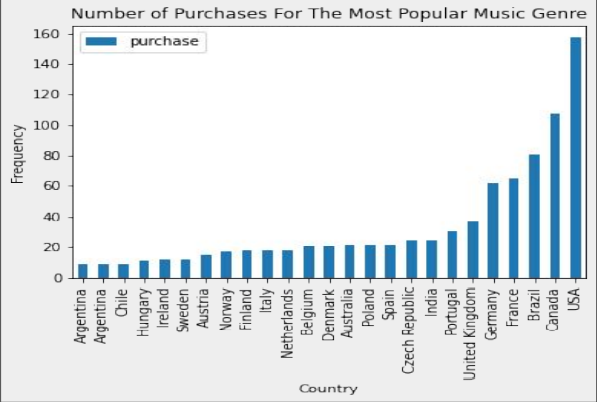 Number of Purchases For The Most Popular Music Genre
160
140
120
100
80
60
40
20
0
purchase
Frequency
Argentina
Argentina
Chile
Hungary
Ireland
Sweden
Austria
Norway
Finland
Italy
Netherlands
Belgium
Denmark
Australia
Poland
Spain
Czech Republic
India
Portugal
United Kingdom
Germany
France
Brazil
Canada
USA
Country